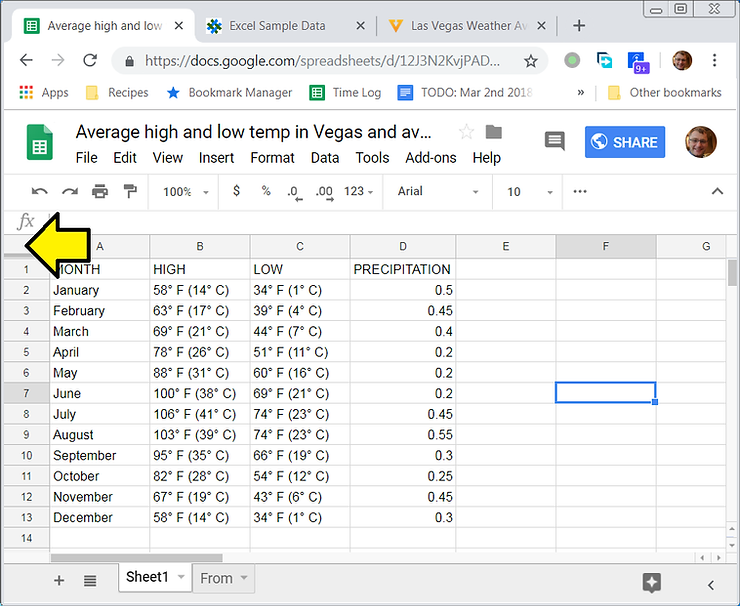 Average high and low
Excel Sample Data
Las Vegas Weather Av
https://docs.google.com/spreadsheets/d/12J3N2KvjPAD...
9+
Apps Recipes Bookmark Manager Time Log TODO: Mar 2nd 2018 » Other bookmarks
Average high and low temp in Vegas and av...
File Edit View Insert Format Data Tools Add-ons Help
SHARE
100% $ % .0 .00 123 Arial 10
fx
A B C D E F G
1 MONTH HIGH LOW PRECIPITATION
2 January 58° F (14° C) 34° F (1° C) 0.5
3 February 63° F (17° C) 39° F (4° C) 0.45
4 March 69° F (21° C) 44° F (7° C) 0.4
5 April 78° F (26° C) 51° F (11° C) 0.2
6 May 88° F (31° C) 60° F (16° C) 0.2
7 June 100° F (38° C) 69° F (21° C) 0.2
8 July 106° F (41° C) 74° F (23° C) 0.45
9 August 103° F (39° C) 74° F (23° C) 0.55
10 September 95° F (35° C) 66° F (19° C) 0.3
11 October 82° F (28° C) 54° F (12° C) 0.25
12 November 67° F (19° C) 43° F (6° C) 0.45
13 December 58° F (14° C) 34° F (1° C) 0.3
14
Sheet1 From